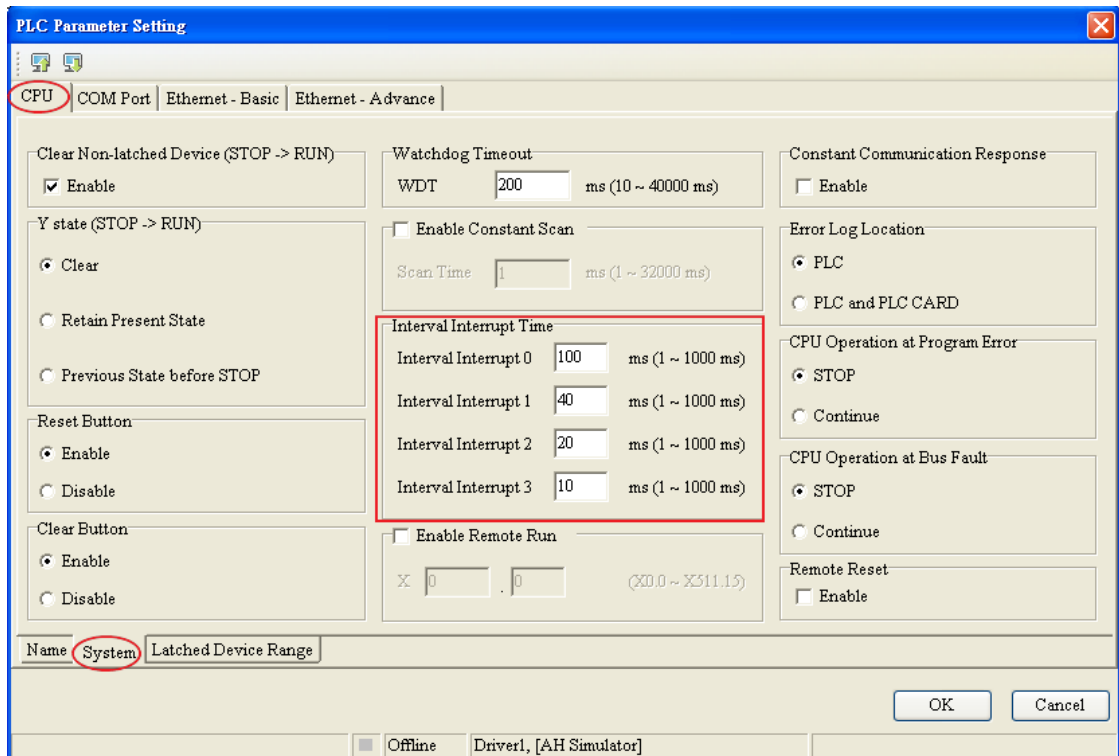 PLC Parameter Setting
CPU
COM Port
Ethernet - Basic
Ethernet - Advance
Clear Non-latched Device (STOP -> RUN)
Enable
Y state (STOP -> RUN)
Clear
Retain Present State
Previous State before STOP
Reset Button
Enable
Disable
Clear Button
Enable
Disable
Watchdog Timeout
WDT 200 ms (10 ~ 40000 ms)
Enable Constant Scan
Scan Time 1 ms (1 ~ 32000 ms)
Interval Interrupt Time
Interval Interrupt 0 100 ms (1 ~ 1000 ms)
Interval Interrupt 1 40 ms (1 ~ 1000 ms)
Interval Interrupt 2 20 ms (1 ~ 1000 ms)
Interval Interrupt 3 10 ms (1 ~ 1000 ms)
Enable Remote Run
X 0 . 0 (X0.0 ~ X511.15)
Constant Communication Response
Enable
Error Log Location
PLC
PLC and PLC CARD
CPU Operation at Program Error
STOP
Continue
CPU Operation at Bus Fault
STOP
Continue
Remote Reset
Enable
Name
System
Latched Device Range
OK
Cancel
Offline
Driver1, [AH Simulator]